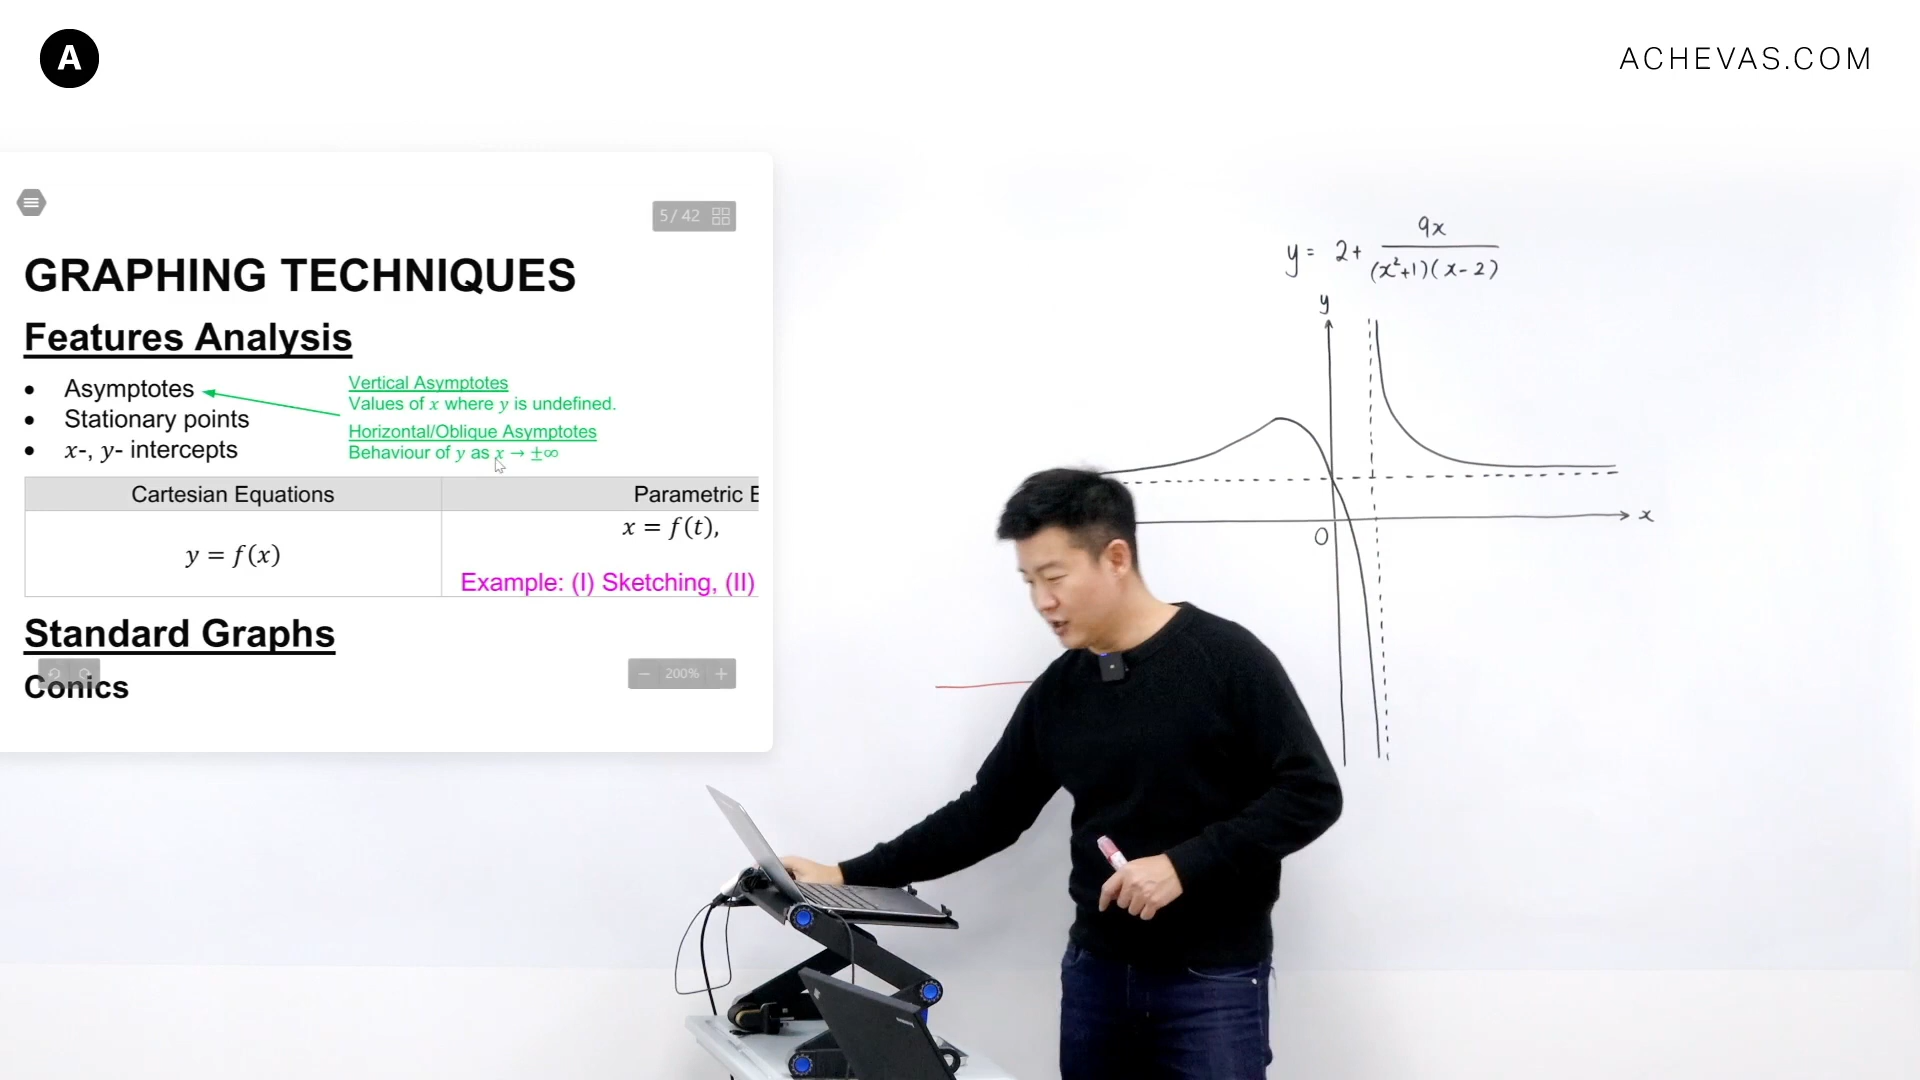 A
ACHEVAS.COM
5 / 42
GRAPHING TECHNIQUES
Features Analysis
• Asymptotes
• Stationary points
• x-, y- intercepts
Vertical Asymptotes
Values of x where y is undefined.
Horizontal/Oblique Asymptotes
Behaviour of y as x → ±∞
Cartesian Equations
Parametric E
y = f(x)
x = f(t),
Example: (I) Sketching, (II)
Standard Graphs
Conics
200%
y = 2 + 9x / (x²+1)(x-2)
y
x
O